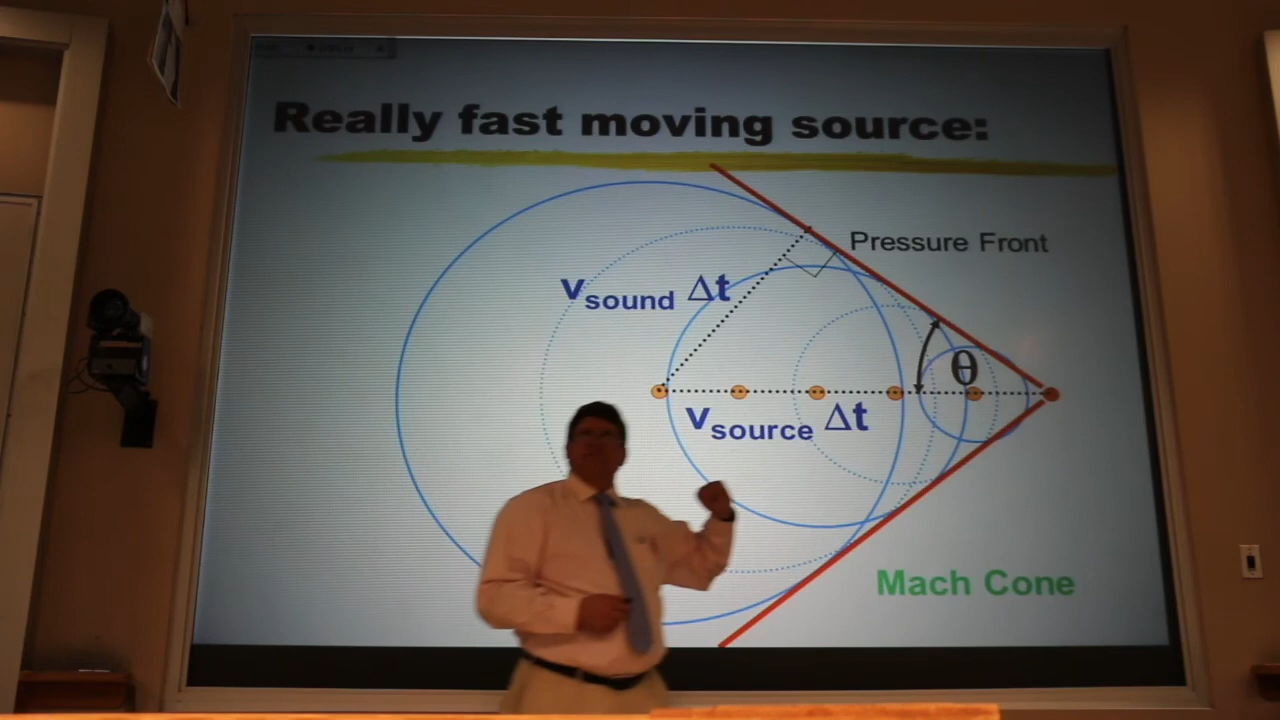 Really fast moving source:
Pressure Front
vsound Δt
θ
vsource Δt
Mach Cone